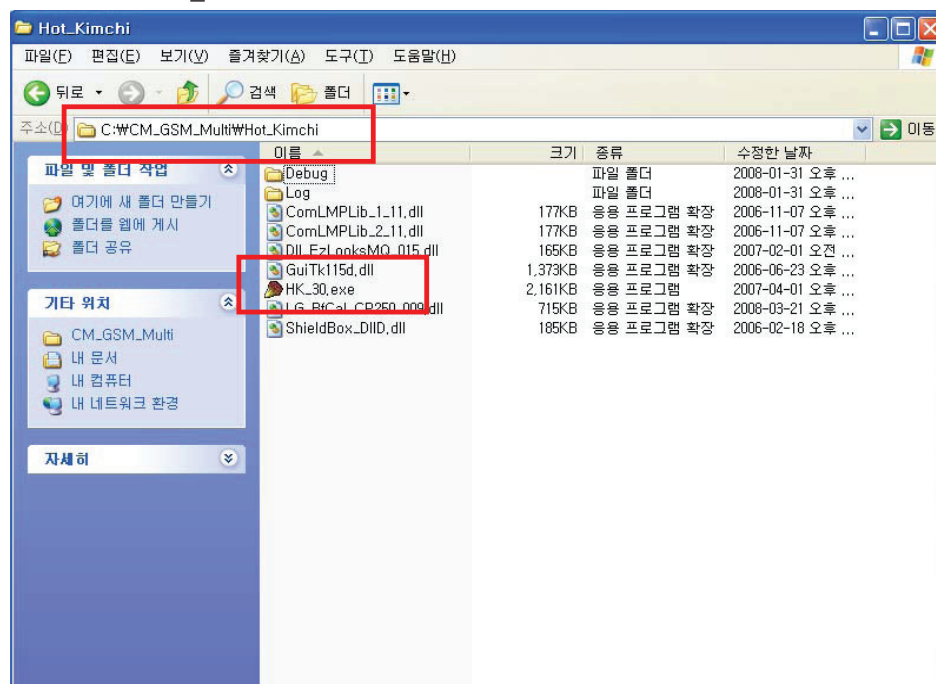 Hot_Kimchi
파일(F) 편집(E) 보기(V) 즐겨찾기(A) 도구(T) 도움말(H)
뒤로 검색 폴더
주소(D) C:₩CM_GSM_Multi₩Hot_Kimchi 이동
이름 크기 종류 수정한 날짜
파일 및 폴더 작업
여기에 새 폴더 만들기
폴더를 웹에 게시
폴더 공유
기타 위치
CM_GSM_Multi
내 문서
내 컴퓨터
내 네트워크 환경
자세히
Debug 파일 폴더 2008-01-31 오후 ...
Log 파일 폴더 2008-01-31 오후 ...
ComLMPLib_1_11.dll 177KB 응용 프로그램 확장 2006-11-07 오후 ...
ComLMPLib_2_11.dll 177KB 응용 프로그램 확장 2006-11-07 오후 ...
Dll_EzLooksMQ_015.dll 165KB 응용 프로그램 확장 2007-02-01 오전 ...
GuiTk115d.dll 1,373KB 응용 프로그램 확장 2006-06-23 오후 ...
HK_30.exe 2,161KB 응용 프로그램 2007-04-01 오후 ...
LG_RfCal_CP250_009.dll 715KB 응용 프로그램 확장 2008-03-21 오후 ...
ShieldBox_DllD.dll 185KB 응용 프로그램 확장 2006-02-18 오후 ...